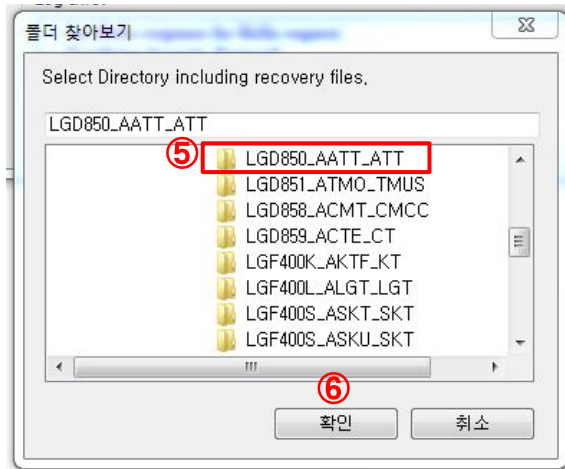 폴더 찾아보기
Select Directory including recovery files,
LGD850_AATT_ATT
⑤ LGD850_AATT_ATT
LGD851_ATMO_TMUS
LGD858_ACMT_CMCC
LGD859_ACTE_CT
LGF400K_AKTF_KT
LGF400L_ALGT_LGT
LGF400S_ASKT_SKT
LGF400S_ASKU_SKT
⑥
확인 취소